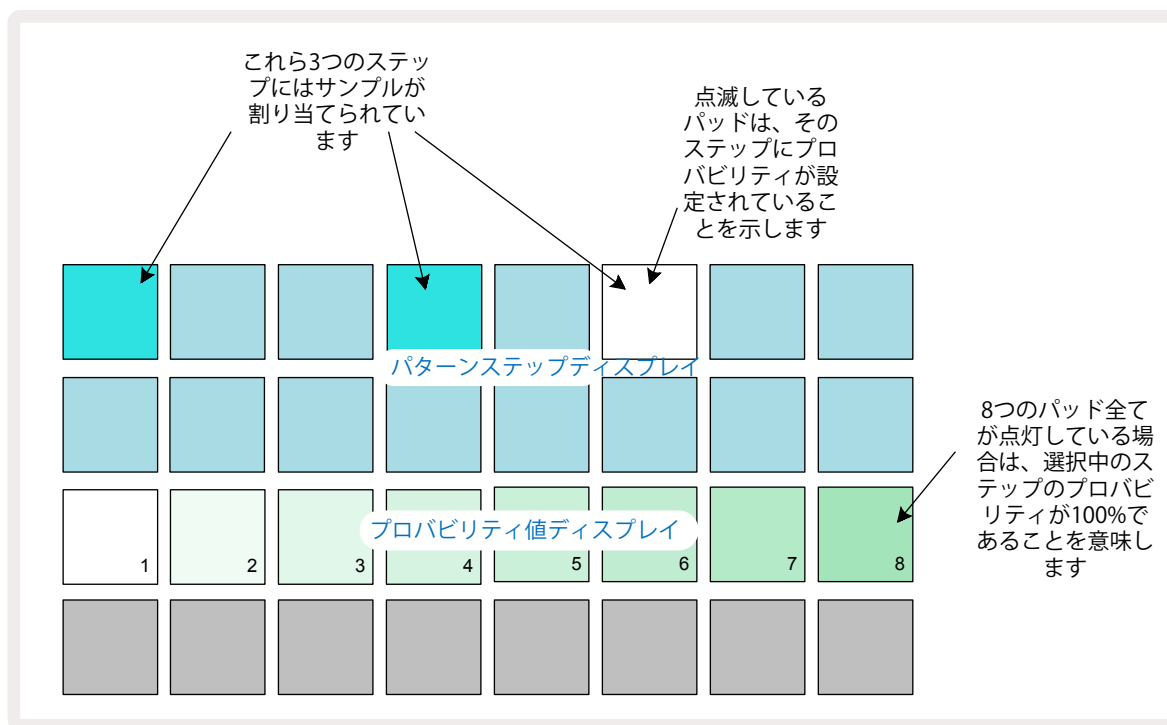 これら3つのステッ
プにはサンプルが
割り当てられてい
ます
点滅している
パッドは、その
ステップにプロ
バビリティが設
定されているこ
とを示します
パターンステップディスプレイ
8つのパッド全て
が点灯している場
合は、選択中のス
テップのプロバビ
リティが100%で
あることを意味し
ます
プロバビリティ値ディスプレイ
1 2 3 4 5 6 7 8